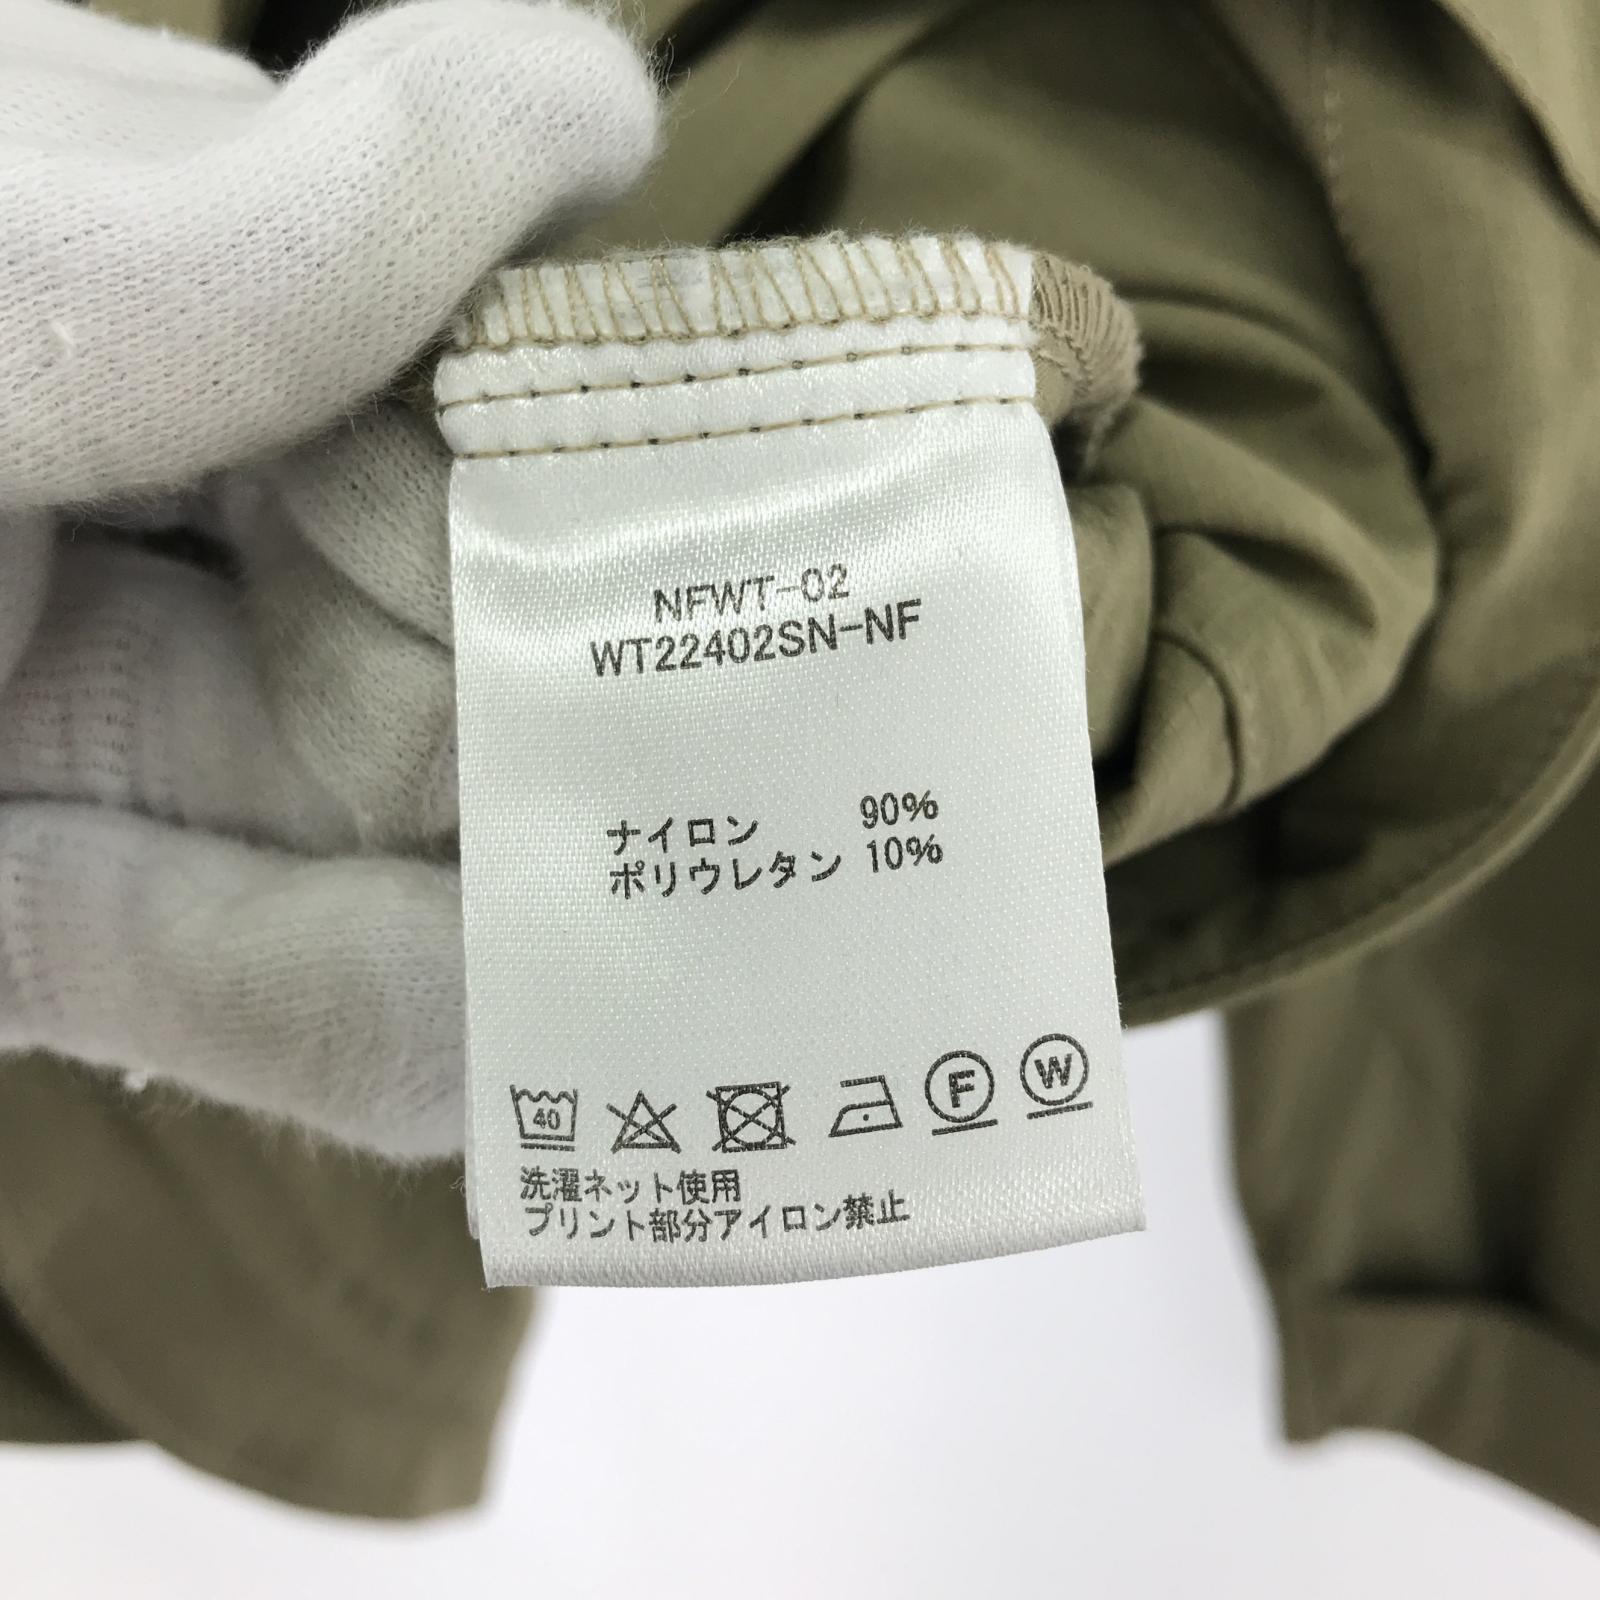 NFWT-02
WT22402SN-NF
ナイロン 90%
ポリウレタン 10%
40 F W
洗濯ネット使用
プリント部分アイロン禁止